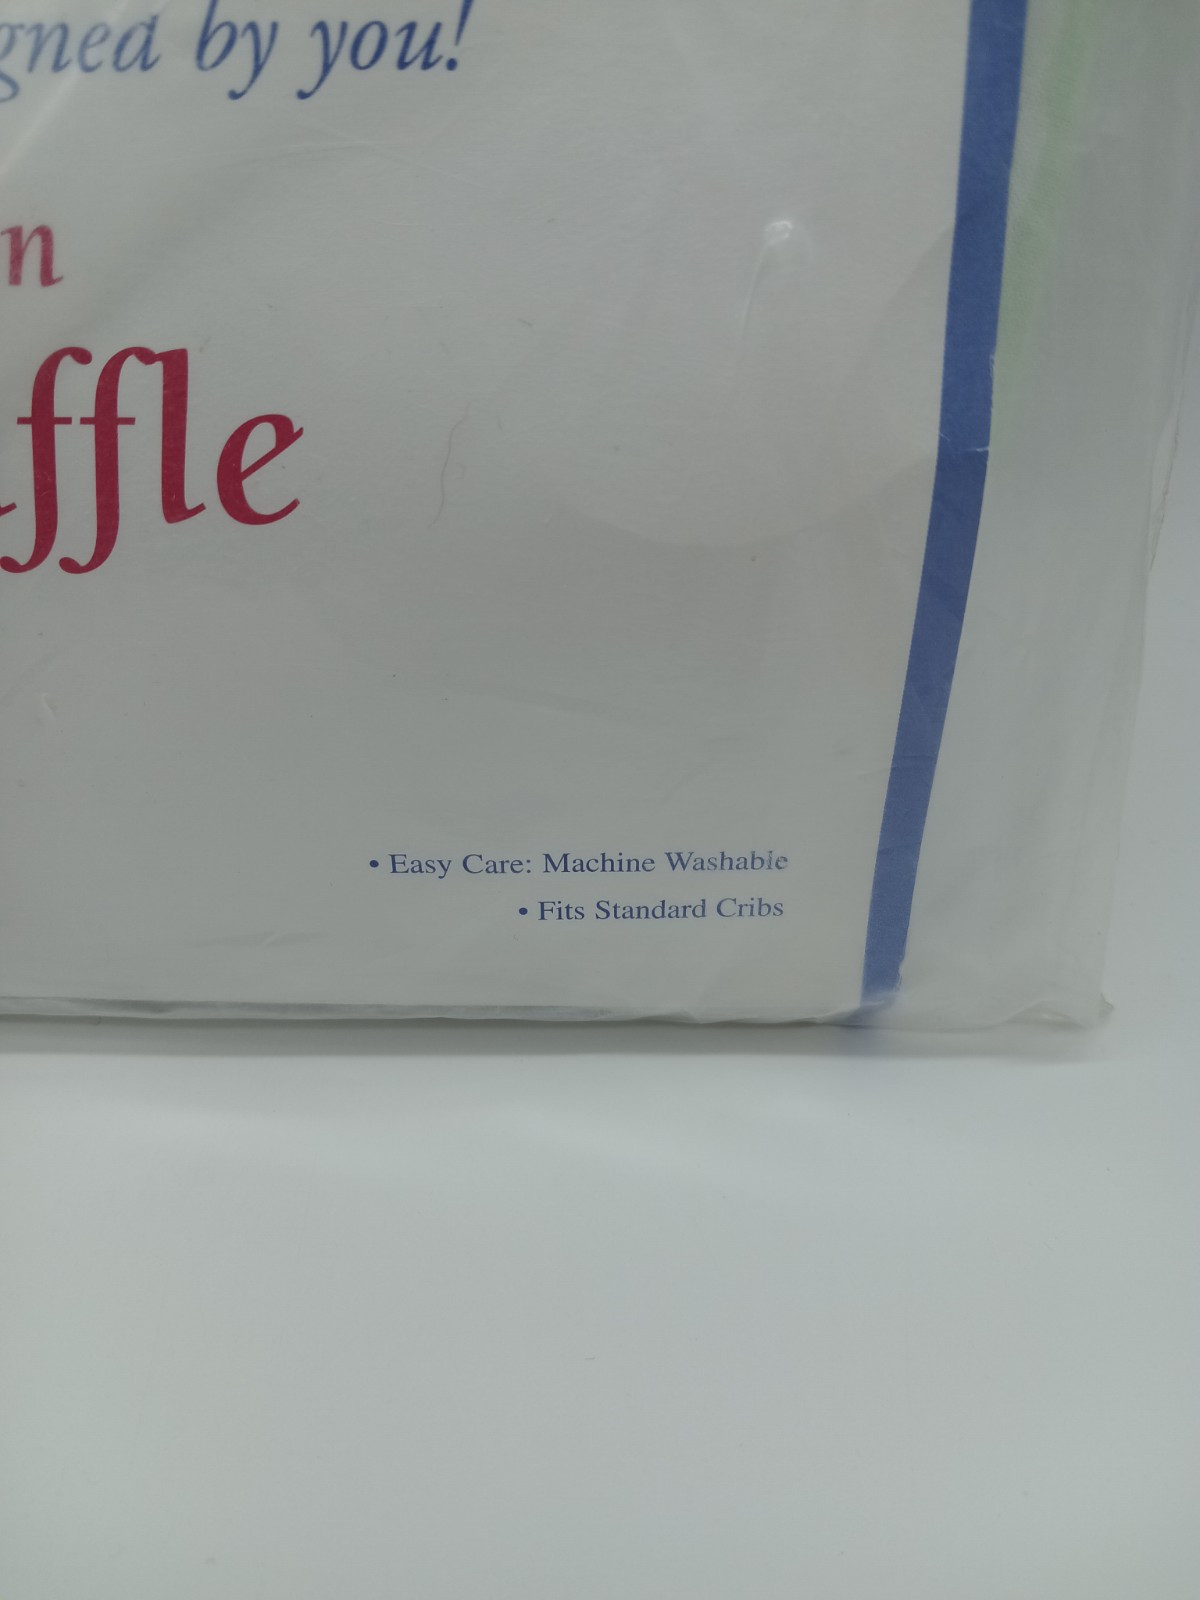 gned by you!
n
ffle
• Easy Care: Machine Washable
• Fits Standard Cribs